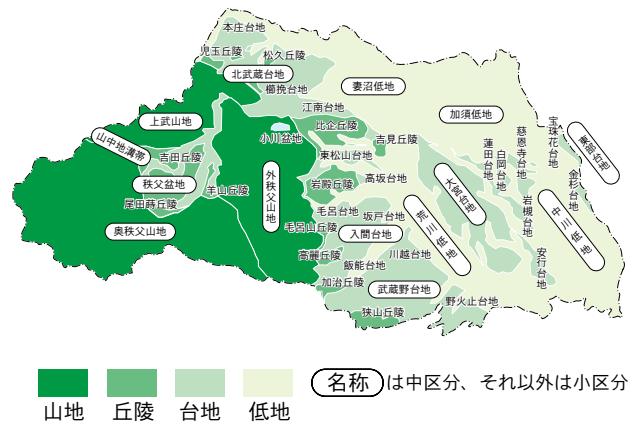 本庄台地
児玉丘陵
松久丘陵
北武蔵台地
櫛挽台地
妻沼低地
江南台地
加須低地
上武山地
比企丘陵
小川盆地
山中地溝帯
吉見丘陵
吉田丘陵
東松山台地
蓮田台地
白岡台地
慈恩寺台地
宝珠花台地
東葛台地
金杉台地
秩父盆地
羊山丘陵
外秩父山地
岩殿丘陵
高坂台地
大宮台地
尾田蒔丘陵
毛呂台地
坂戸台地
荒川低地
岩槻台地
中川低地
奥秩父山地
毛呂山丘陵
入間台地
高麗丘陵
飯能台地
川越台地
安行台地
加治丘陵
武蔵野台地
野火止台地
狭山丘陵
山地
丘陵
台地
低地
名称 は中区分、それ以外は小区分